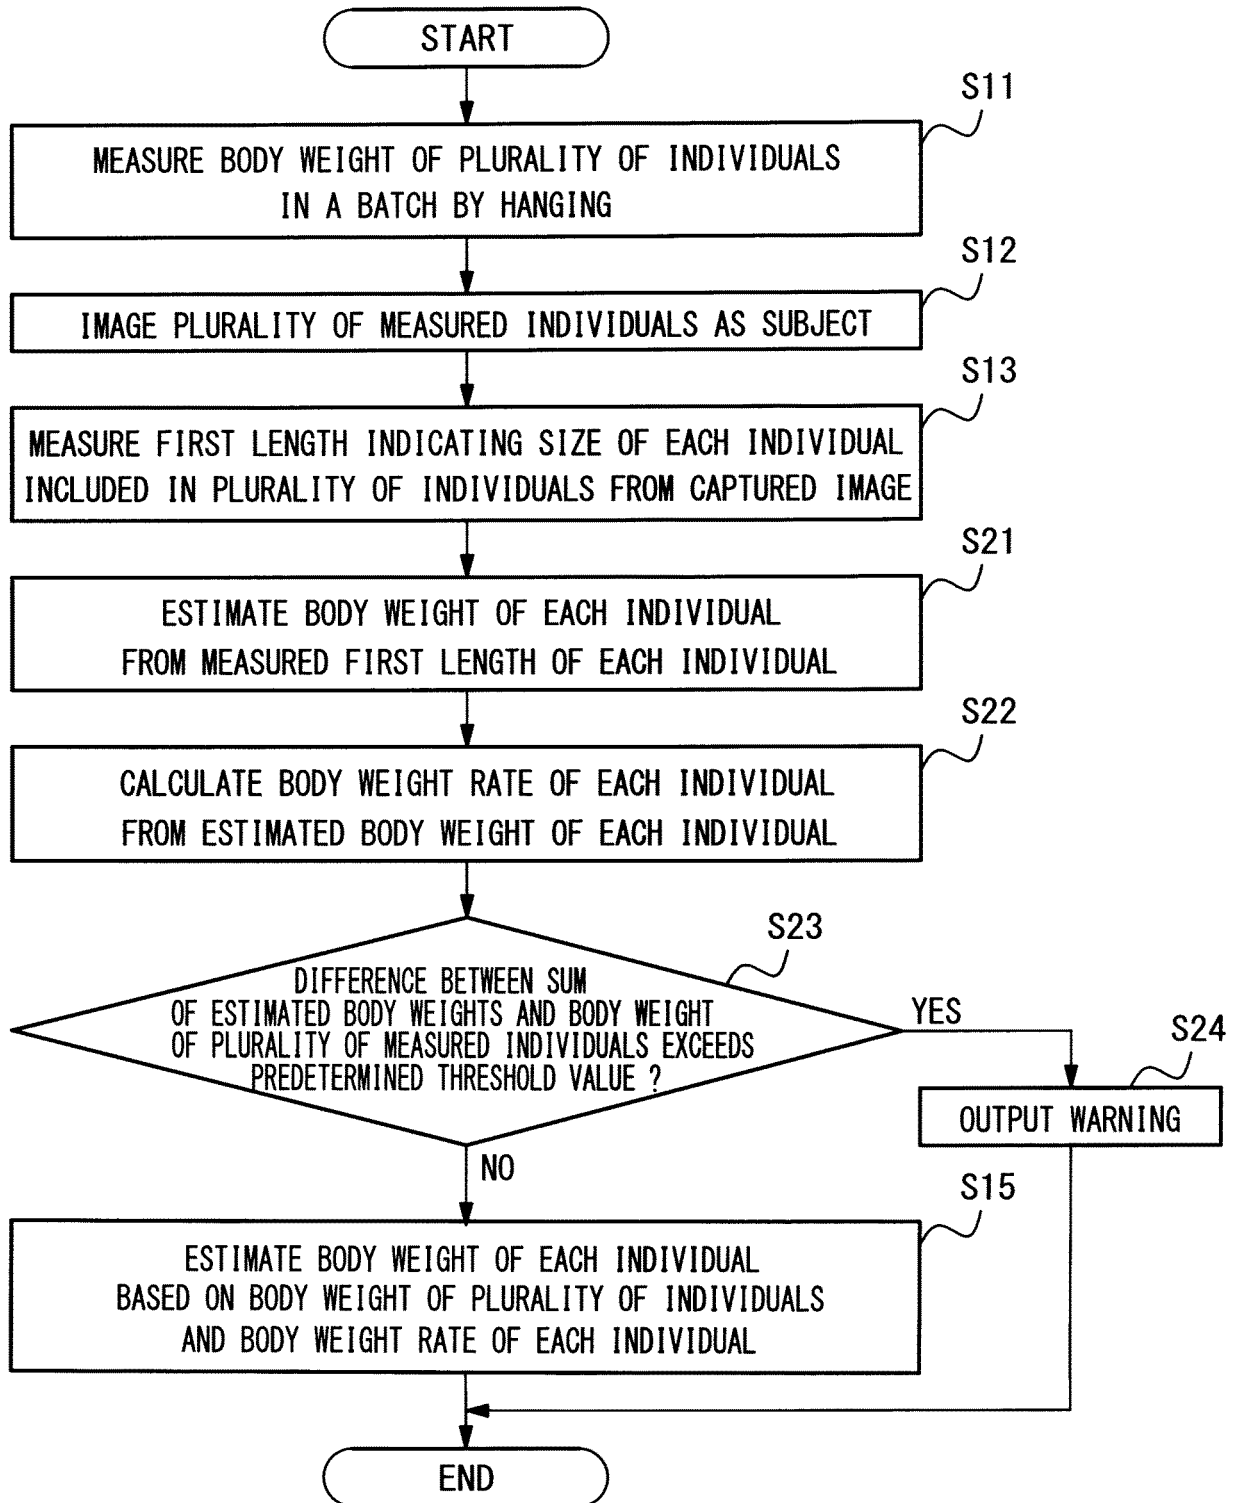 START
S11
MEASURE BODY WEIGHT OF PLURALITY OF INDIVIDUALS
IN A BATCH BY HANGING
S12
IMAGE PLURALITY OF MEASURED INDIVIDUALS AS SUBJECT
S13
MEASURE FIRST LENGTH INDICATING SIZE OF EACH INDIVIDUAL
INCLUDED IN PLURALITY OF INDIVIDUALS FROM CAPTURED IMAGE
S21
ESTIMATE BODY WEIGHT OF EACH INDIVIDUAL
FROM MEASURED FIRST LENGTH OF EACH INDIVIDUAL
S22
CALCULATE BODY WEIGHT RATE OF EACH INDIVIDUAL
FROM ESTIMATED BODY WEIGHT OF EACH INDIVIDUAL
S23
DIFFERENCE BETWEEN SUM
OF ESTIMATED BODY WEIGHTS AND BODY WEIGHT
OF PLURALITY OF MEASURED INDIVIDUALS EXCEEDS
PREDETERMINED THRESHOLD VALUE ?
YES
S24
OUTPUT WARNING
NO
S15
ESTIMATE BODY WEIGHT OF EACH INDIVIDUAL
BASED ON BODY WEIGHT OF PLURALITY OF INDIVIDUALS
AND BODY WEIGHT RATE OF EACH INDIVIDUAL
END